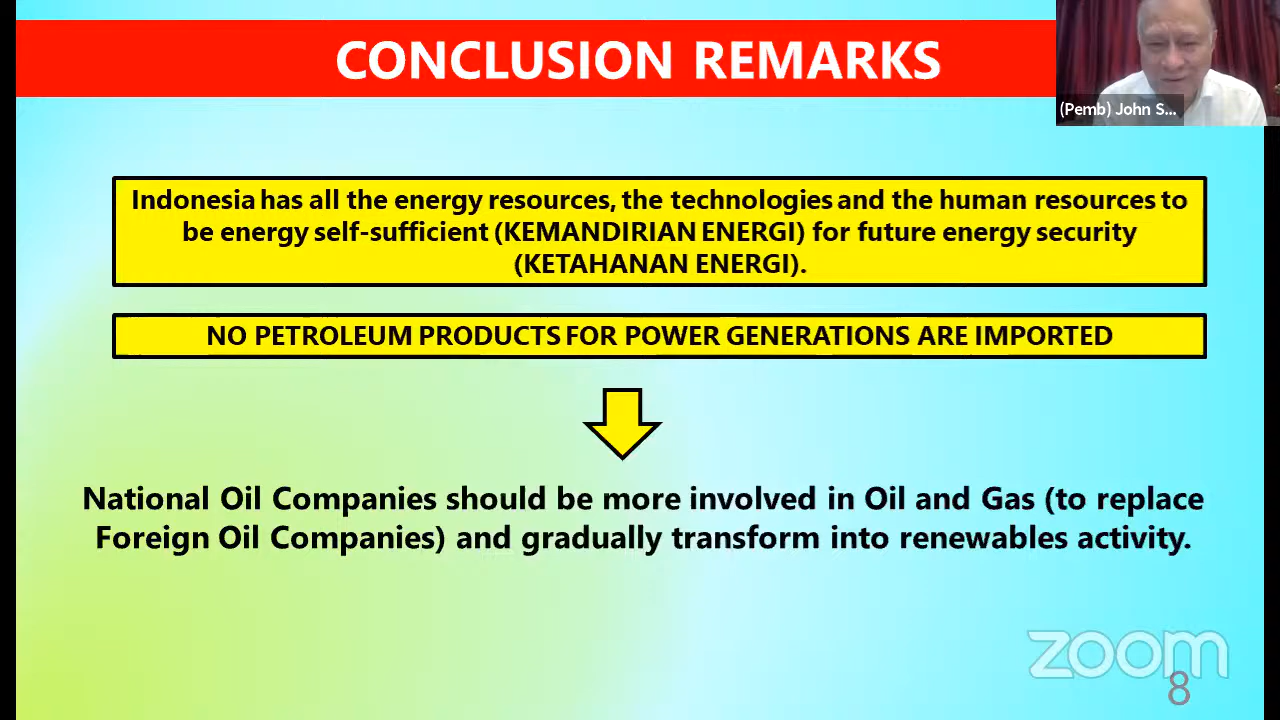 CONCLUSION REMARKS
(Pemb) John S...
Indonesia has all the energy resources, the technologies and the human resources to
be energy self-sufficient (KEMANDIRIAN ENERGI) for future energy security
(KETAHANAN ENERGI).
NO PETROLEUM PRODUCTS FOR POWER GENERATIONS ARE IMPORTED
National Oil Companies should be more involved in Oil and Gas (to replace
Foreign Oil Companies) and gradually transform into renewables activity.
zoom
8